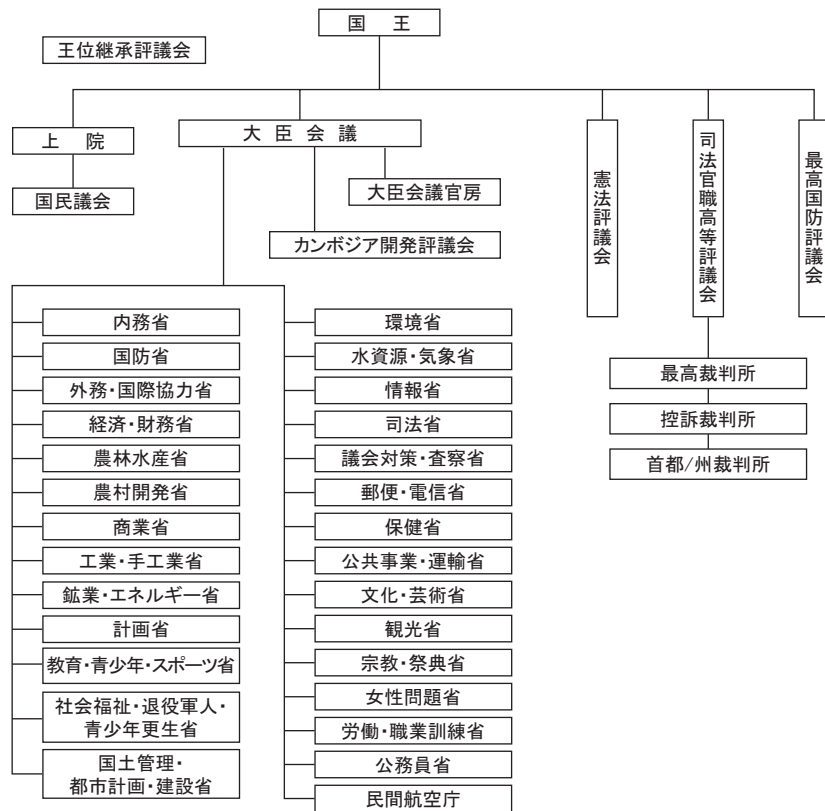 国王
王位継承評議会
上院
国民議会
大臣会議
大臣会議官房
カンボジア開発評議会
憲法評議会
司法官職高等評議会
最高国防評議会
最高裁判所
控訴裁判所
首都/州裁判所
内務省
国防省
外務・国際協力省
経済・財務省
農林水産省
農村開発省
商業省
工業・手工業省
鉱業・エネルギー省
計画省
教育・青少年・スポーツ省
社会福祉・退役軍人・
青少年更生省
国土管理・
都市計画・建設省
環境省
水資源・気象省
情報省
司法省
議会対策・査察省
郵便・電信省
保健省
公共事業・運輸省
文化・芸術省
観光省
宗教・祭典省
女性問題省
労働・職業訓練省
公務員省
民間航空庁